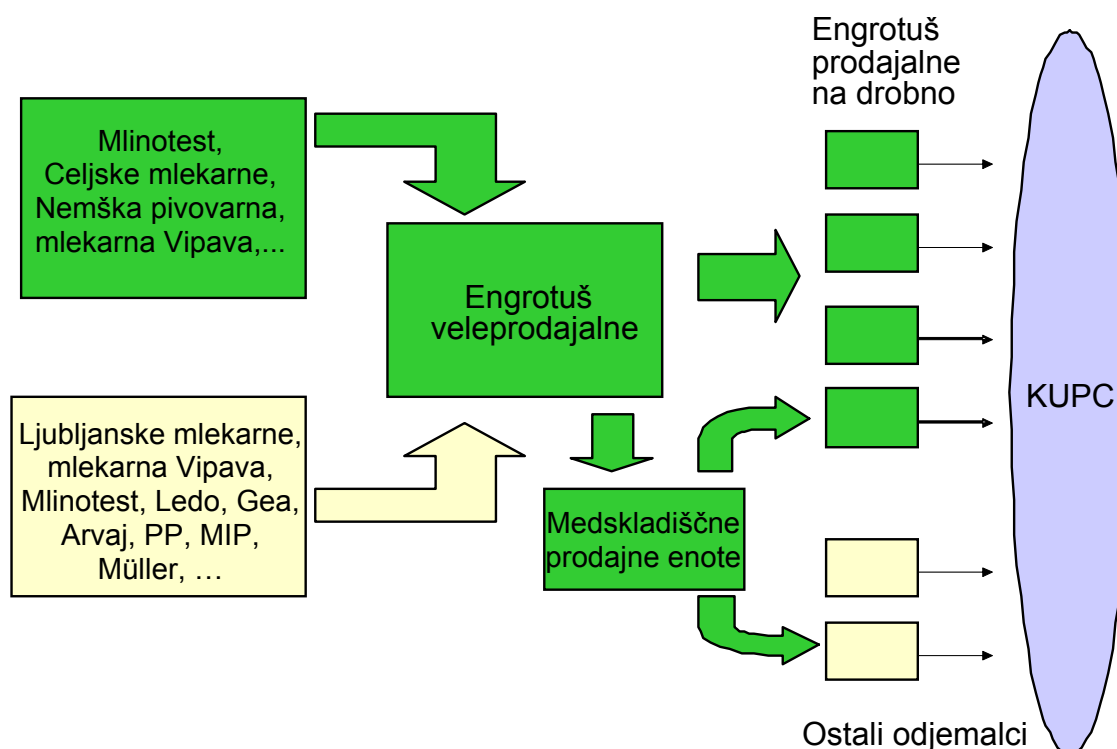 Engrotuš
prodajalne
na drobno
Mlinotest,
Celjske mlekarne,
Nemška pivovarna,
mlekarna Vipava,...
Engrotuš
veleprodajalne
KUPC
Ljubljanske mlekarne,
mlekarna Vipava,
Mlinotest, Ledo, Gea,
Arvaj, PP, MIP,
Müller, …
Medskladiščne
prodajne enote
Ostali odjemalci